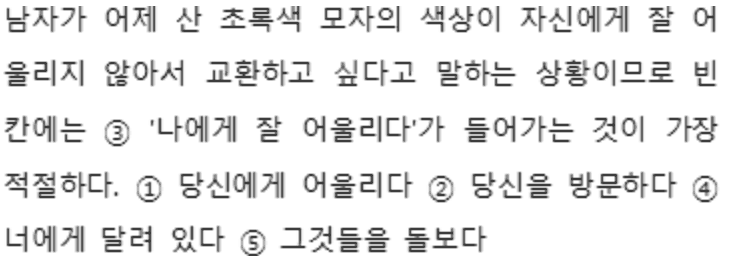 남자가 어제 산 초록색 모자의 색상이 자신에게 잘 어
울리지 않아서 교환하고 싶다고 말하는 상황이므로 빈
칸에는 ③ '나에게 잘 어울리다'가 들어가는 것이 가장
적절하다. ① 당신에게 어울리다 ② 당신을 방문하다 ④
너에게 달려 있다 ⑤ 그것들을 돌보다